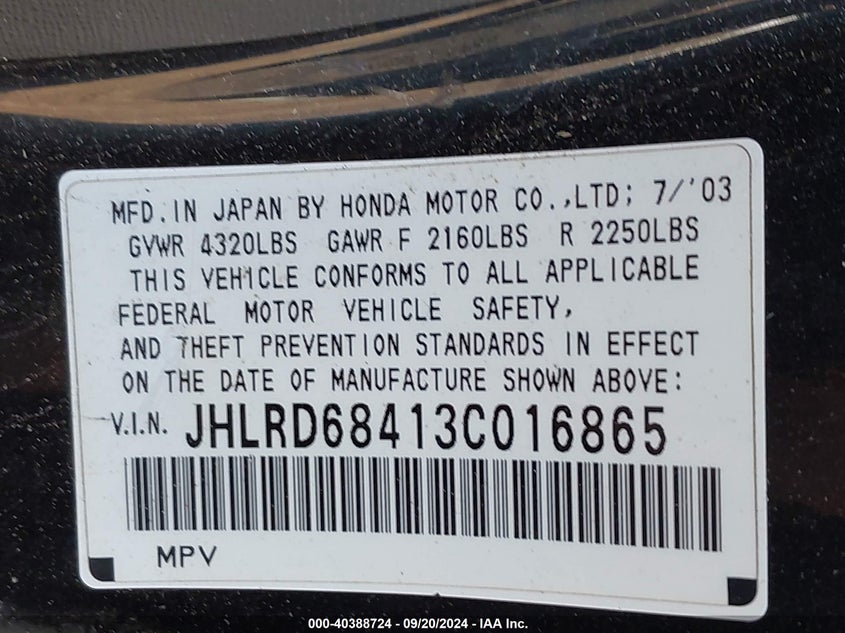 MFD.IN JAPAN BY HONDA MOTOR CO.,LTD; 7/'03
GVWR 4320LBS GAWR F 2160LBS R 2250LBS
THIS VEHICLE CONFORMS TO ALL APPLICABLE
FEDERAL MOTOR VEHICLE SAFETY,
AND THEFT PREVENTION STANDARDS IN EFFECT
ON THE DATE OF MANUFACTURE SHOWN ABOVE:
V.I.N. JHLRD68413C016865
MPV
000-40388724 - 09/20/2024 - IAA Inc.